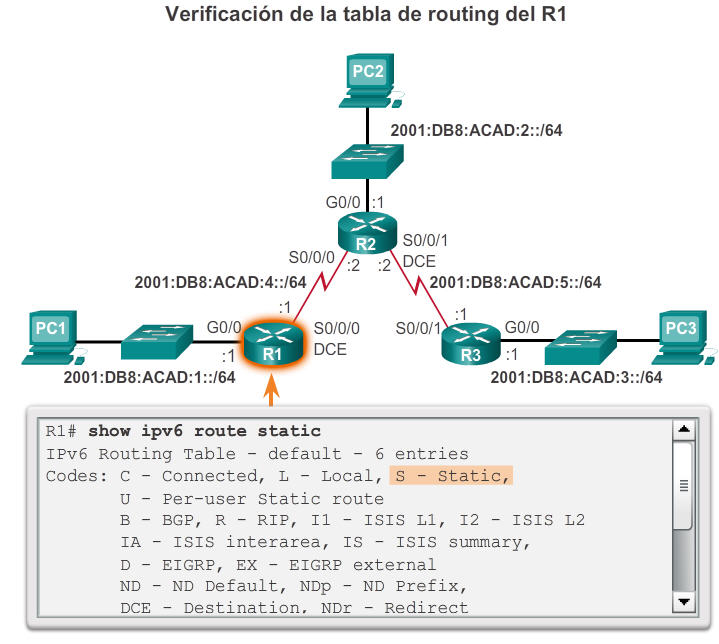 Verificación de la tabla de routing del R1
PC2
2001:DB8:ACAD:2::/64
G0/0 :1
R2
S0/0/0 :2 :2 S0/0/1
DCE
2001:DB8:ACAD:4::/64
2001:DB8:ACAD:5::/64
PC1
G0/0
:1
:1
R1
S0/0/0
DCE
2001:DB8:ACAD:1::/64
S0/0/1
:1
R3
G0/0
:1
PC3
2001:DB8:ACAD:3::/64
R1# show ipv6 route static
IPv6 Routing Table - default - 6 entries
Codes: C - Connected, L - Local, S - Static,
U - Per-user Static route
B - BGP, R - RIP, I1 - ISIS L1, I2 - ISIS L2
IA - ISIS interarea, IS - ISIS summary,
D - EIGRP, EX - EIGRP external
ND - ND Default, NDp - ND Prefix,
DCE - Destination, NDr - Redirect